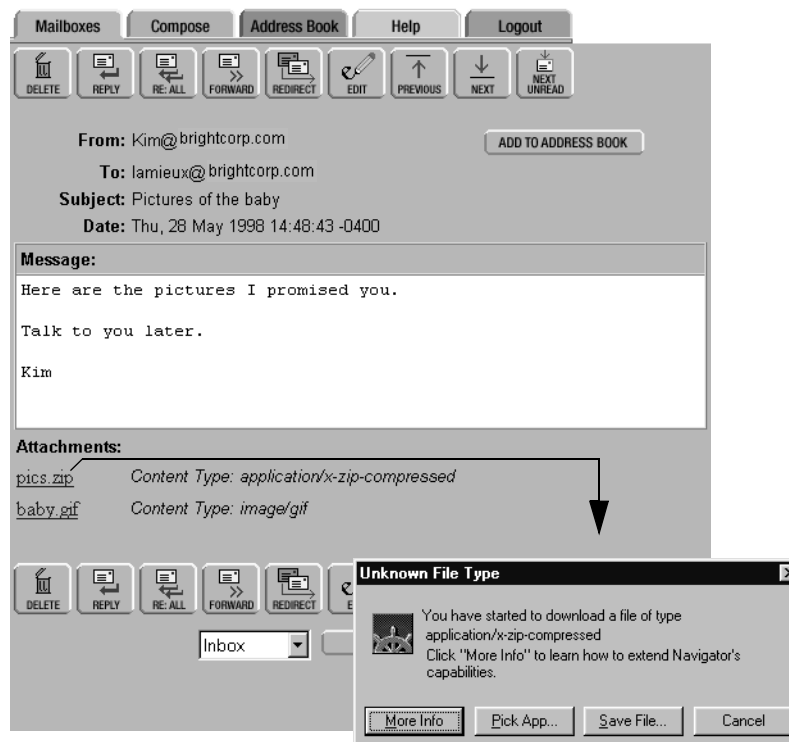 Mailboxes Compose Address Book Help Logout
DELETE REPLY RE: ALL FORWARD REDIRECT EDIT PREVIOUS NEXT NEXT UNREAD
From: Kim@brightcorp.com ADD TO ADDRESS BOOK
To: lamieux@brightcorp.com
Subject: Pictures of the baby
Date: Thu, 28 May 1998 14:48:43 -0400
Message:
Here are the pictures I promised you.
Talk to you later.
Kim
Attachments:
pics.zip Content Type: application/x-zip-compressed
baby.gif Content Type: image/gif
DELETE REPLY RE: ALL FORWARD REDIRECT
Inbox
Unknown File Type
You have started to download a file of type
application/x-zip-compressed
Click "More Info" to learn how to extend Navigator's
capabilities.
More Info Pick App... Save File... Cancel